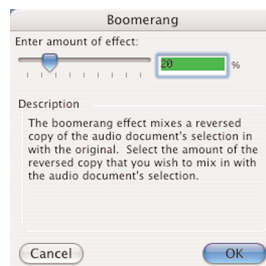 Boomerang
Enter amount of effect:
20 %
Description
The boomerang effect mixes a reversed
copy of the audio document's selection in
with the original. Select the amount of the
reversed copy that you wish to mix in with
the audio document's selection.
Cancel OK